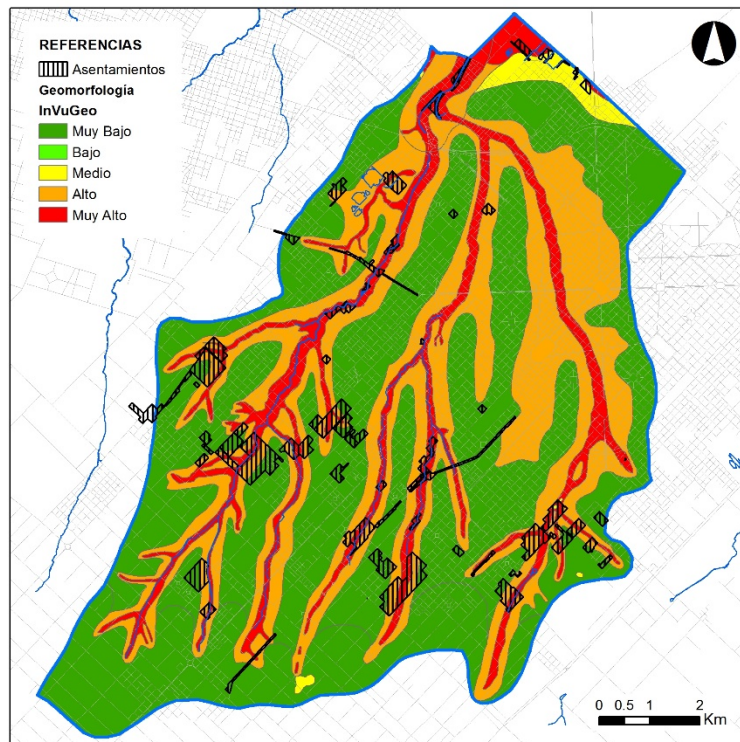 REFERENCIAS
Asentamientos
Geomorfología
InVuGeo
Muy Bajo
Bajo
Medio
Alto
Muy Alto
0 0.5 1 2
Km